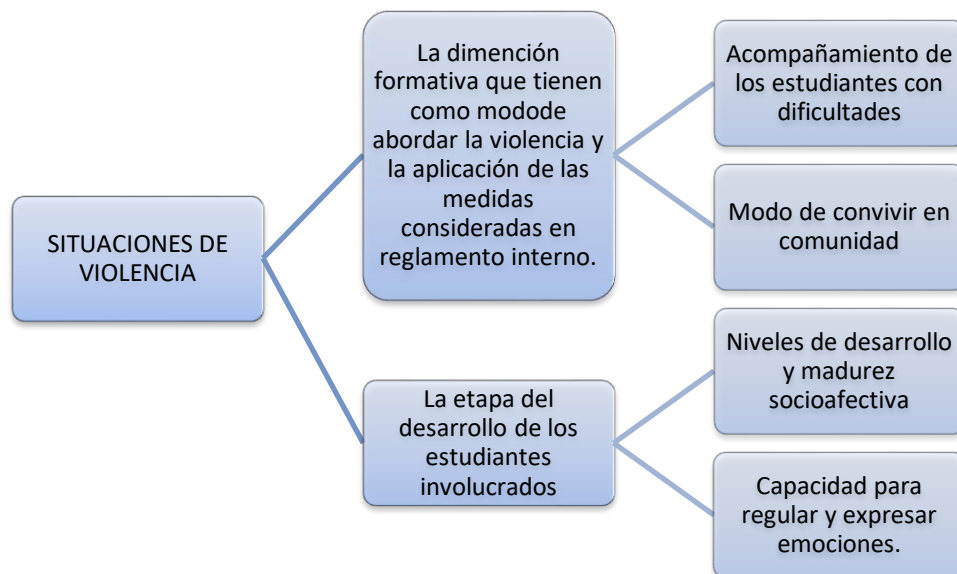 SITUACIONES DE
VIOLENCIA
La dimención
formativa que tienen
como modode
abordar la violencia y
la aplicación de las
medidas
consideradas en
reglamento interno.
Acompañamiento de
los estudiantes con
dificultades
Modo de convivir en
comunidad
La etapa del
desarrollo de los
estudiantes
involucrados
Niveles de desarrollo
y madurez
socioafectiva
Capacidad para
regular y expresar
emociones.